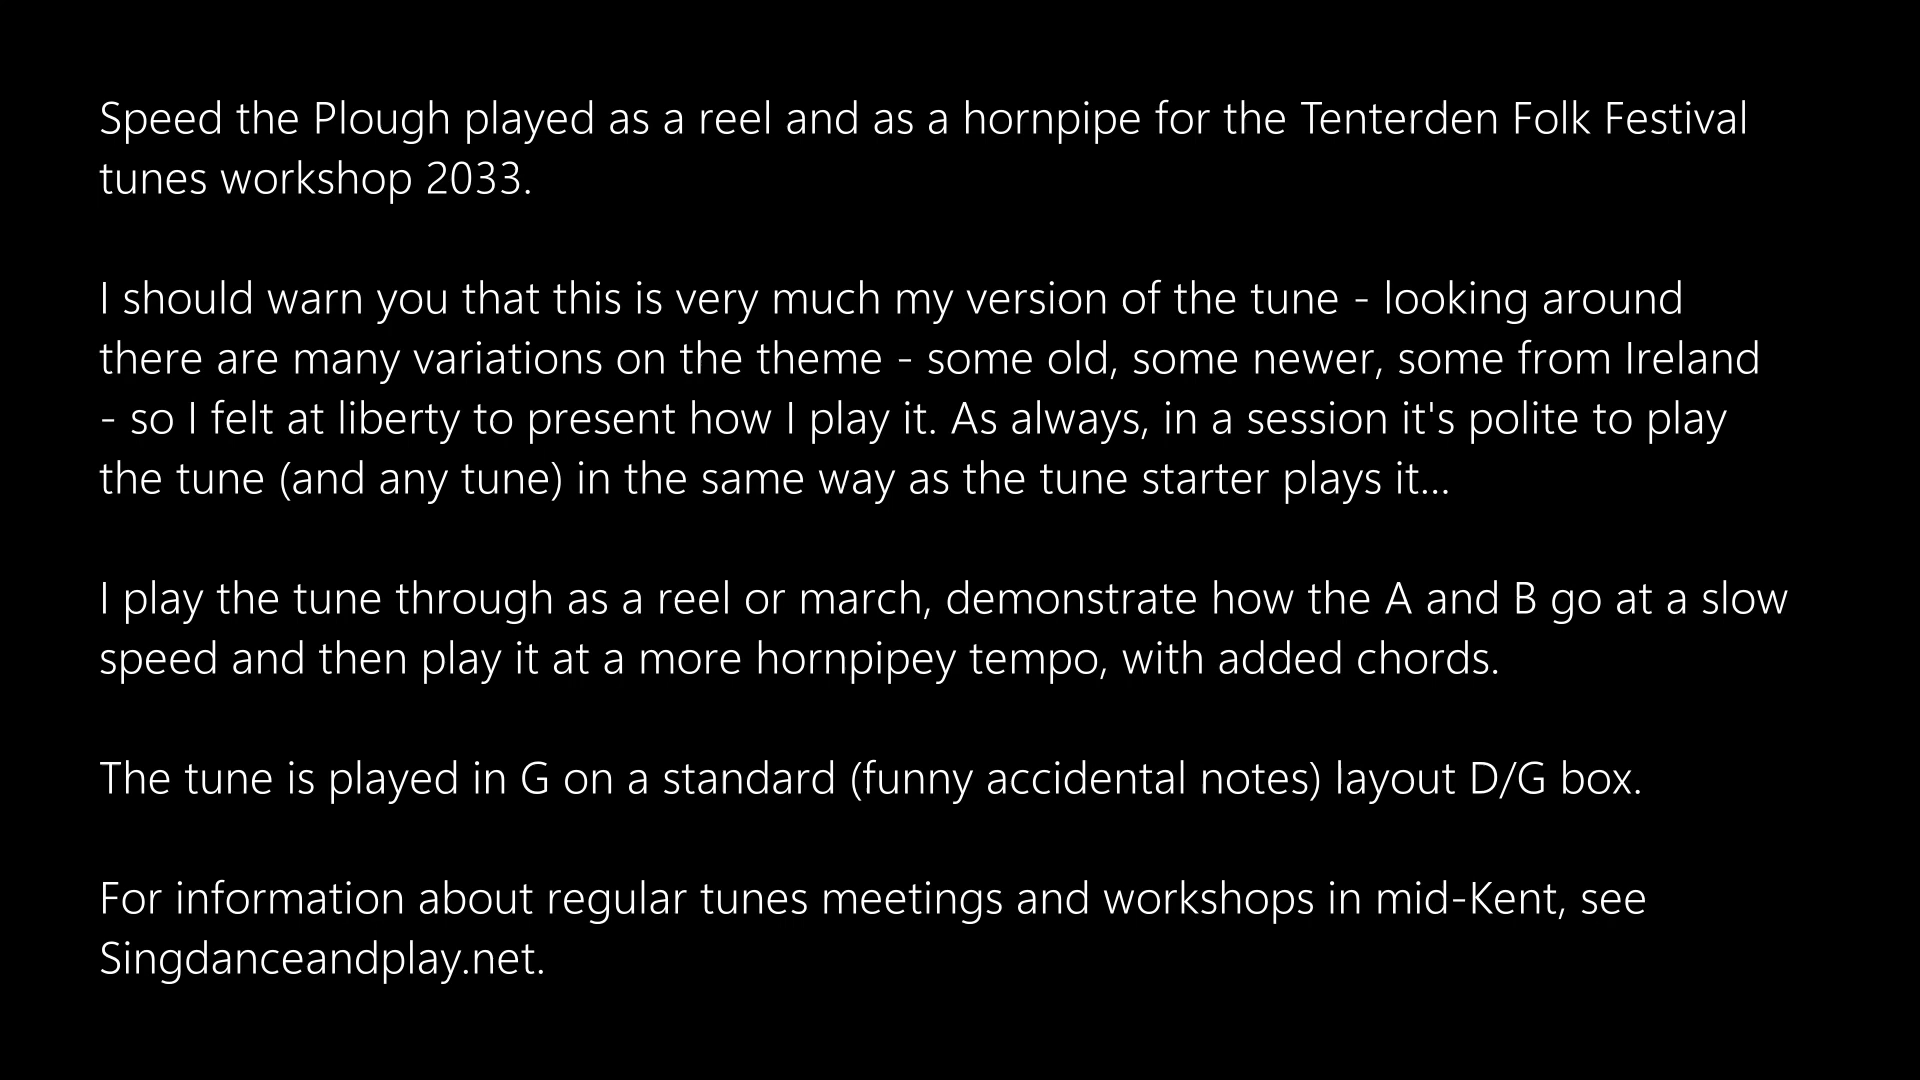 Speed the Plough played as a reel and as a hornpipe for the Tenterden Folk Festival
tunes workshop 2033.
I should warn you that this is very much my version of the tune - looking around
there are many variations on the theme - some old, some newer, some from Ireland
- so I felt at liberty to present how I play it. As always, in a session it's polite to play
the tune (and any tune) in the same way as the tune starter plays it...
I play the tune through as a reel or march, demonstrate how the A and B go at a slow
speed and then play it at a more hornpipey tempo, with added chords.
The tune is played in G on a standard (funny accidental notes) layout D/G box.
For information about regular tunes meetings and workshops in mid-Kent, see
Singdanceandplay.net.